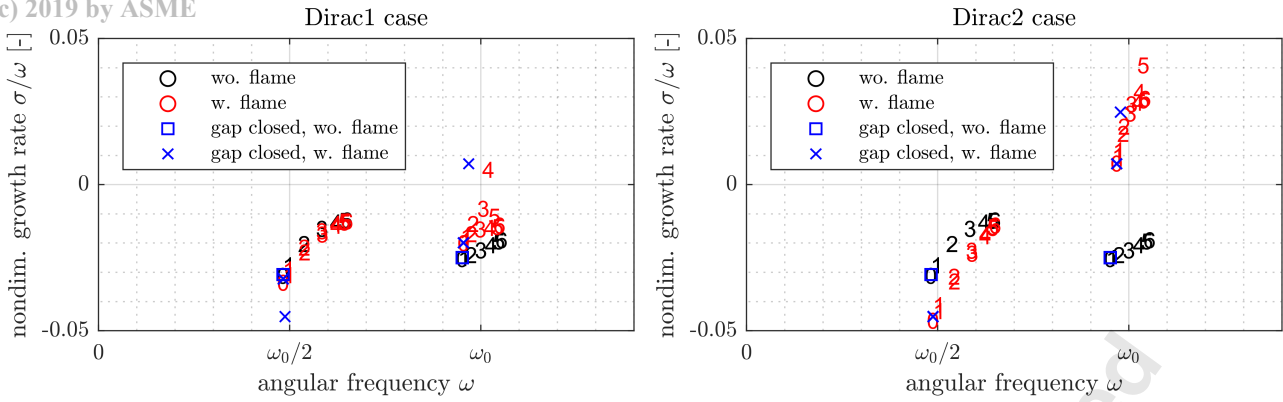 c) 2019 by ASME
Dirac1 case
0.05
0
-0.05
nondim. growth rate σ/ω [-]
wo. flame
w. flame
gap closed, wo. flame
gap closed, w. flame
0
ω₀/2
ω₀
angular frequency ω
Dirac2 case
0.05
0
-0.05
nondim. growth rate σ/ω [-]
wo. flame
w. flame
gap closed, wo. flame
gap closed, w. flame
0
ω₀/2
ω₀
angular frequency ω